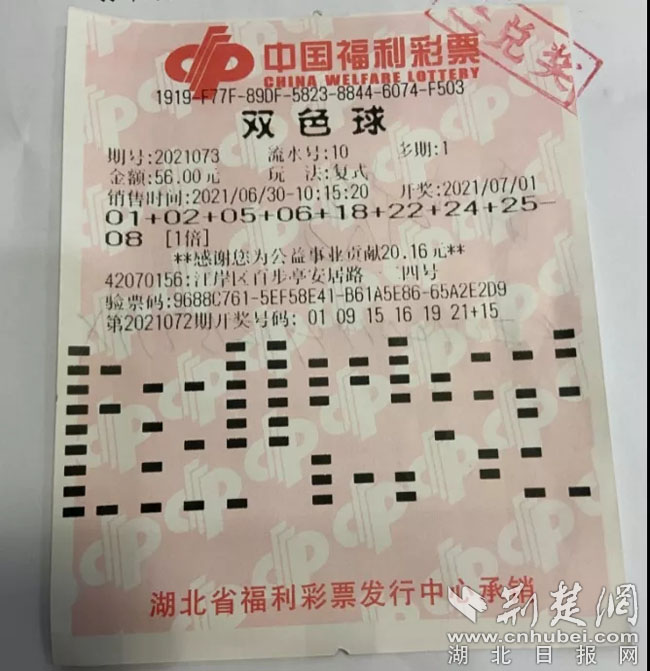 中国福利彩票
CHINA WELFARE LOTTERY
兑奖
1919-F77F-89DF-5823-8844-6074-F503
双色球
期号:2021073 流水号:10 多期:1
金额:56.00元 玩 法:复式
销售时间:2021/06/30-10:15:20 开奖:2021/07/01
01+02+05+06+18+22+24+25-
08 [1倍]
**感谢您为公益事业贡献20.16元**
42070156:江岸区百步亭安居路 二四号
验票码:9688C761-5EF58E41-B61A5E86-65A2E2D9
第2021072期开奖号码: 01 09 15 16 19 21+15
湖北省福利彩票发行中心承销
荆楚网
www.cnhubei.com
湖北日报网